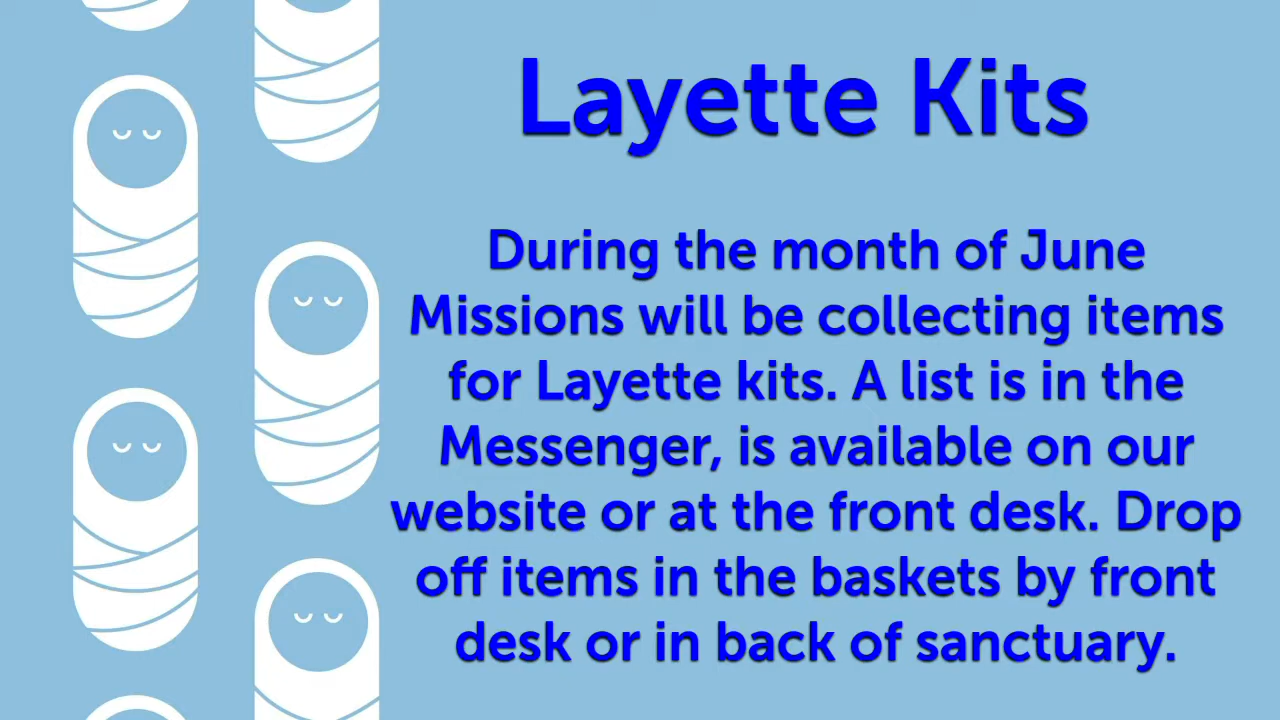 Layette Kits
During the month of June
Missions will be collecting items
for Layette kits. A list is in the
Messenger, is available on our
website or at the front desk. Drop
off items in the baskets by front
desk or in back of sanctuary.